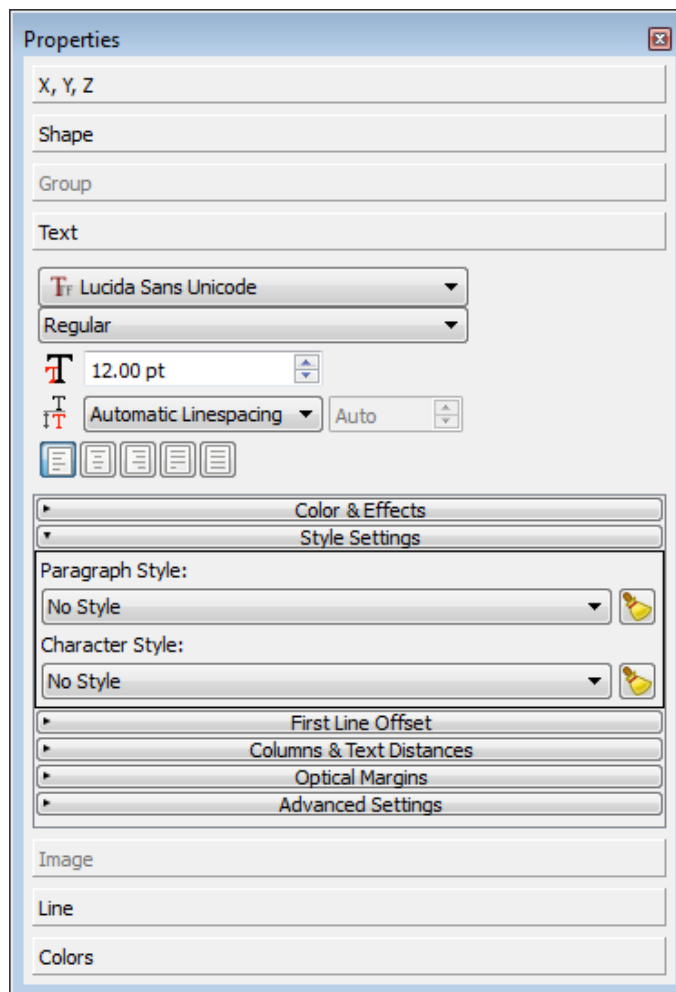 Properties
X, Y, Z
Shape
Group
Text
Lucida Sans Unicode
Regular
12.00 pt
Automatic Linespacing Auto
Color & Effects
Style Settings
Paragraph Style:
No Style
Character Style:
No Style
First Line Offset
Columns & Text Distances
Optical Margins
Advanced Settings
Image
Line
Colors